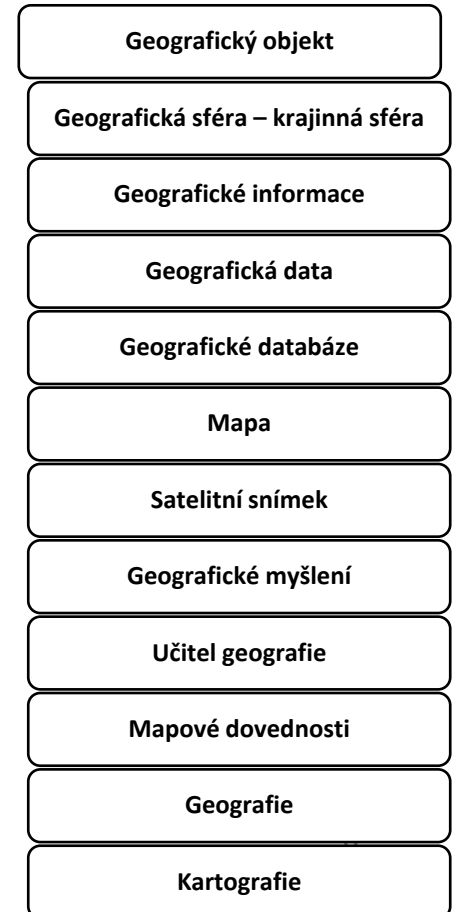 Geografický objekt
Geografická sféra – krajinná sféra
Geografické informace
Geografická data
Geografické databáze
Mapa
Satelitní snímek
Geografické myšlení
Učitel geografie
Mapové dovednosti
Geografie
Kartografie